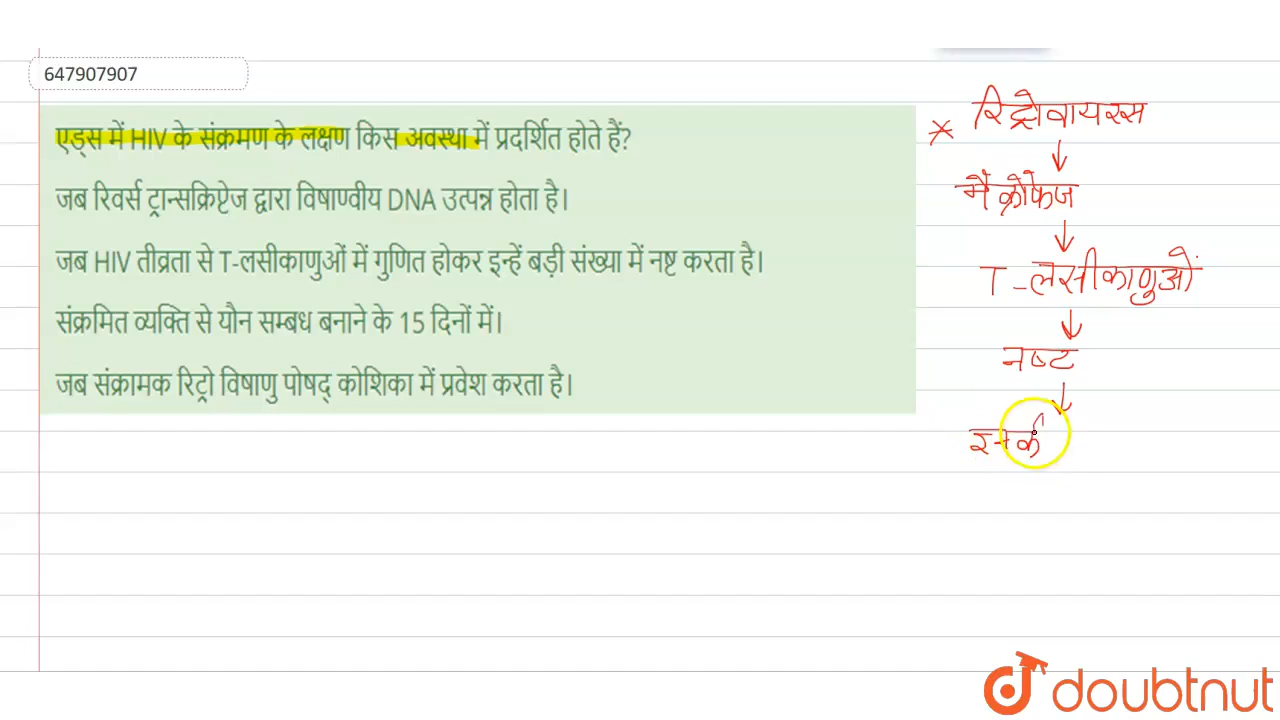 647907907
एड्स में HIV के संक्रमण के लक्षण किस अवस्था में प्रदर्शित होते हैं?
जब रिवर्स ट्रान्सक्रिप्टेज द्वारा विषाण्वीय DNA उत्पन्न होता है।
जब HIV तीव्रता से T-लसीकाणुओं में गुणित होकर इन्हें बड़ी संख्या में नष्ट करता है।
संक्रमित व्यक्ति से यौन सम्बध बनाने के 15 दिनों में।
जब संक्रामक रिट्रो विषाणु पोषद् कोशिका में प्रवेश करता है।
रिट्रोवायरस
मैक्रोफेज
T-लसीकाणुओं
नष्ट
doubtnut